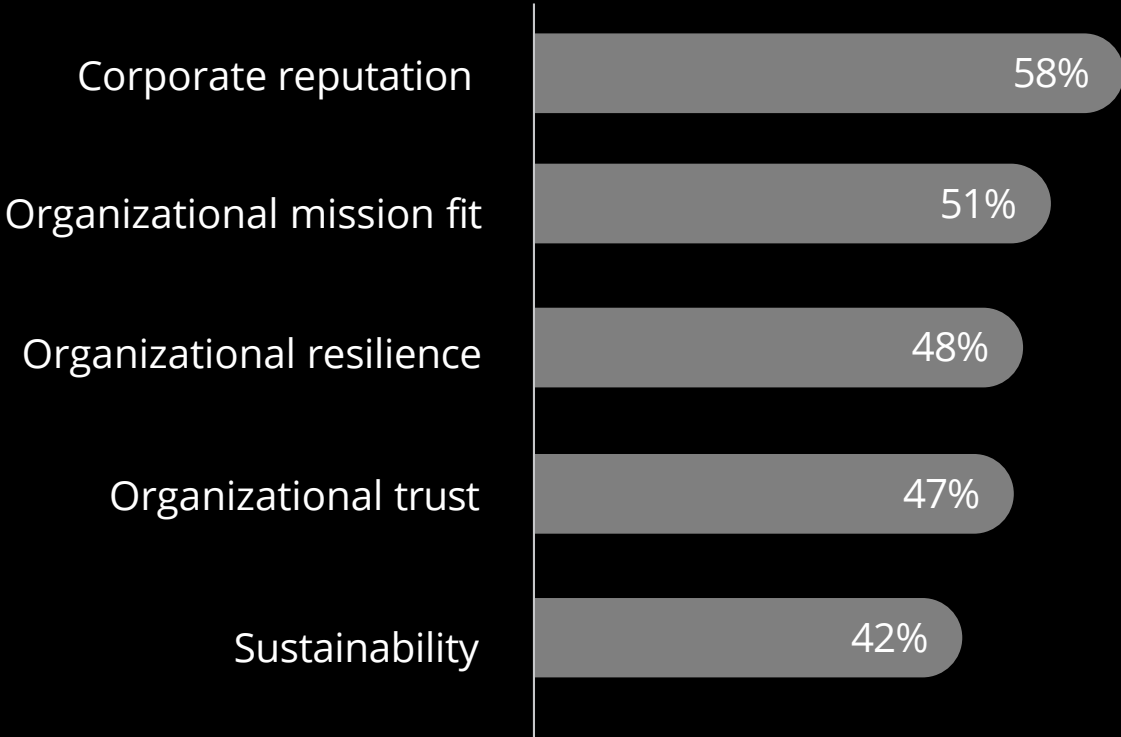 Corporate reputation 58%
Organizational mission fit 51%
Organizational resilience 48%
Organizational trust 47%
Sustainability 42%